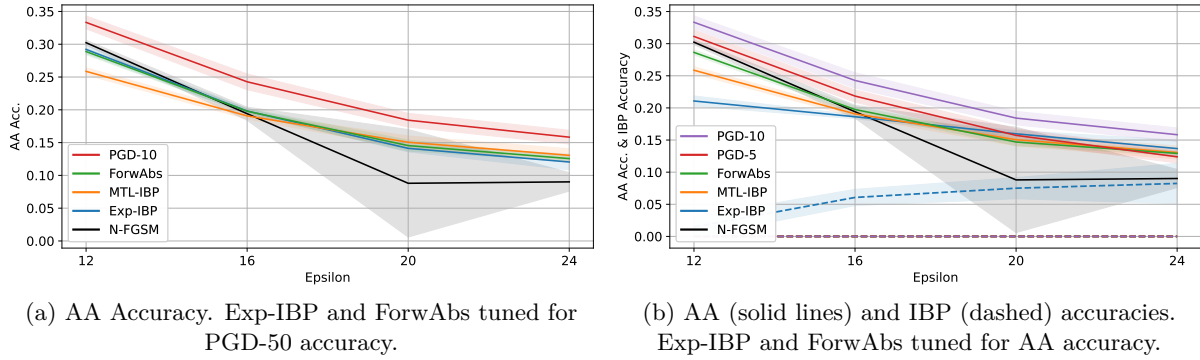 0.35
0.30
0.25
0.20
0.15
0.10
0.05
0.00
AA Acc.
PGD-10
ForwAbs
MTL-IBP
Exp-IBP
N-FGSM
12
16
20
24
Epsilon
(a) AA Accuracy. Exp-IBP and ForwAbs tuned for
PGD-50 accuracy.
0.35
0.30
0.25
0.20
0.15
0.10
0.05
0.00
AA Acc. & IBP Accuracy
PGD-10
PGD-5
ForwAbs
MTL-IBP
Exp-IBP
N-FGSM
12
16
20
24
Epsilon
(b) AA (solid lines) and IBP (dashed) accuracies.
Exp-IBP and ForwAbs tuned for AA accuracy.